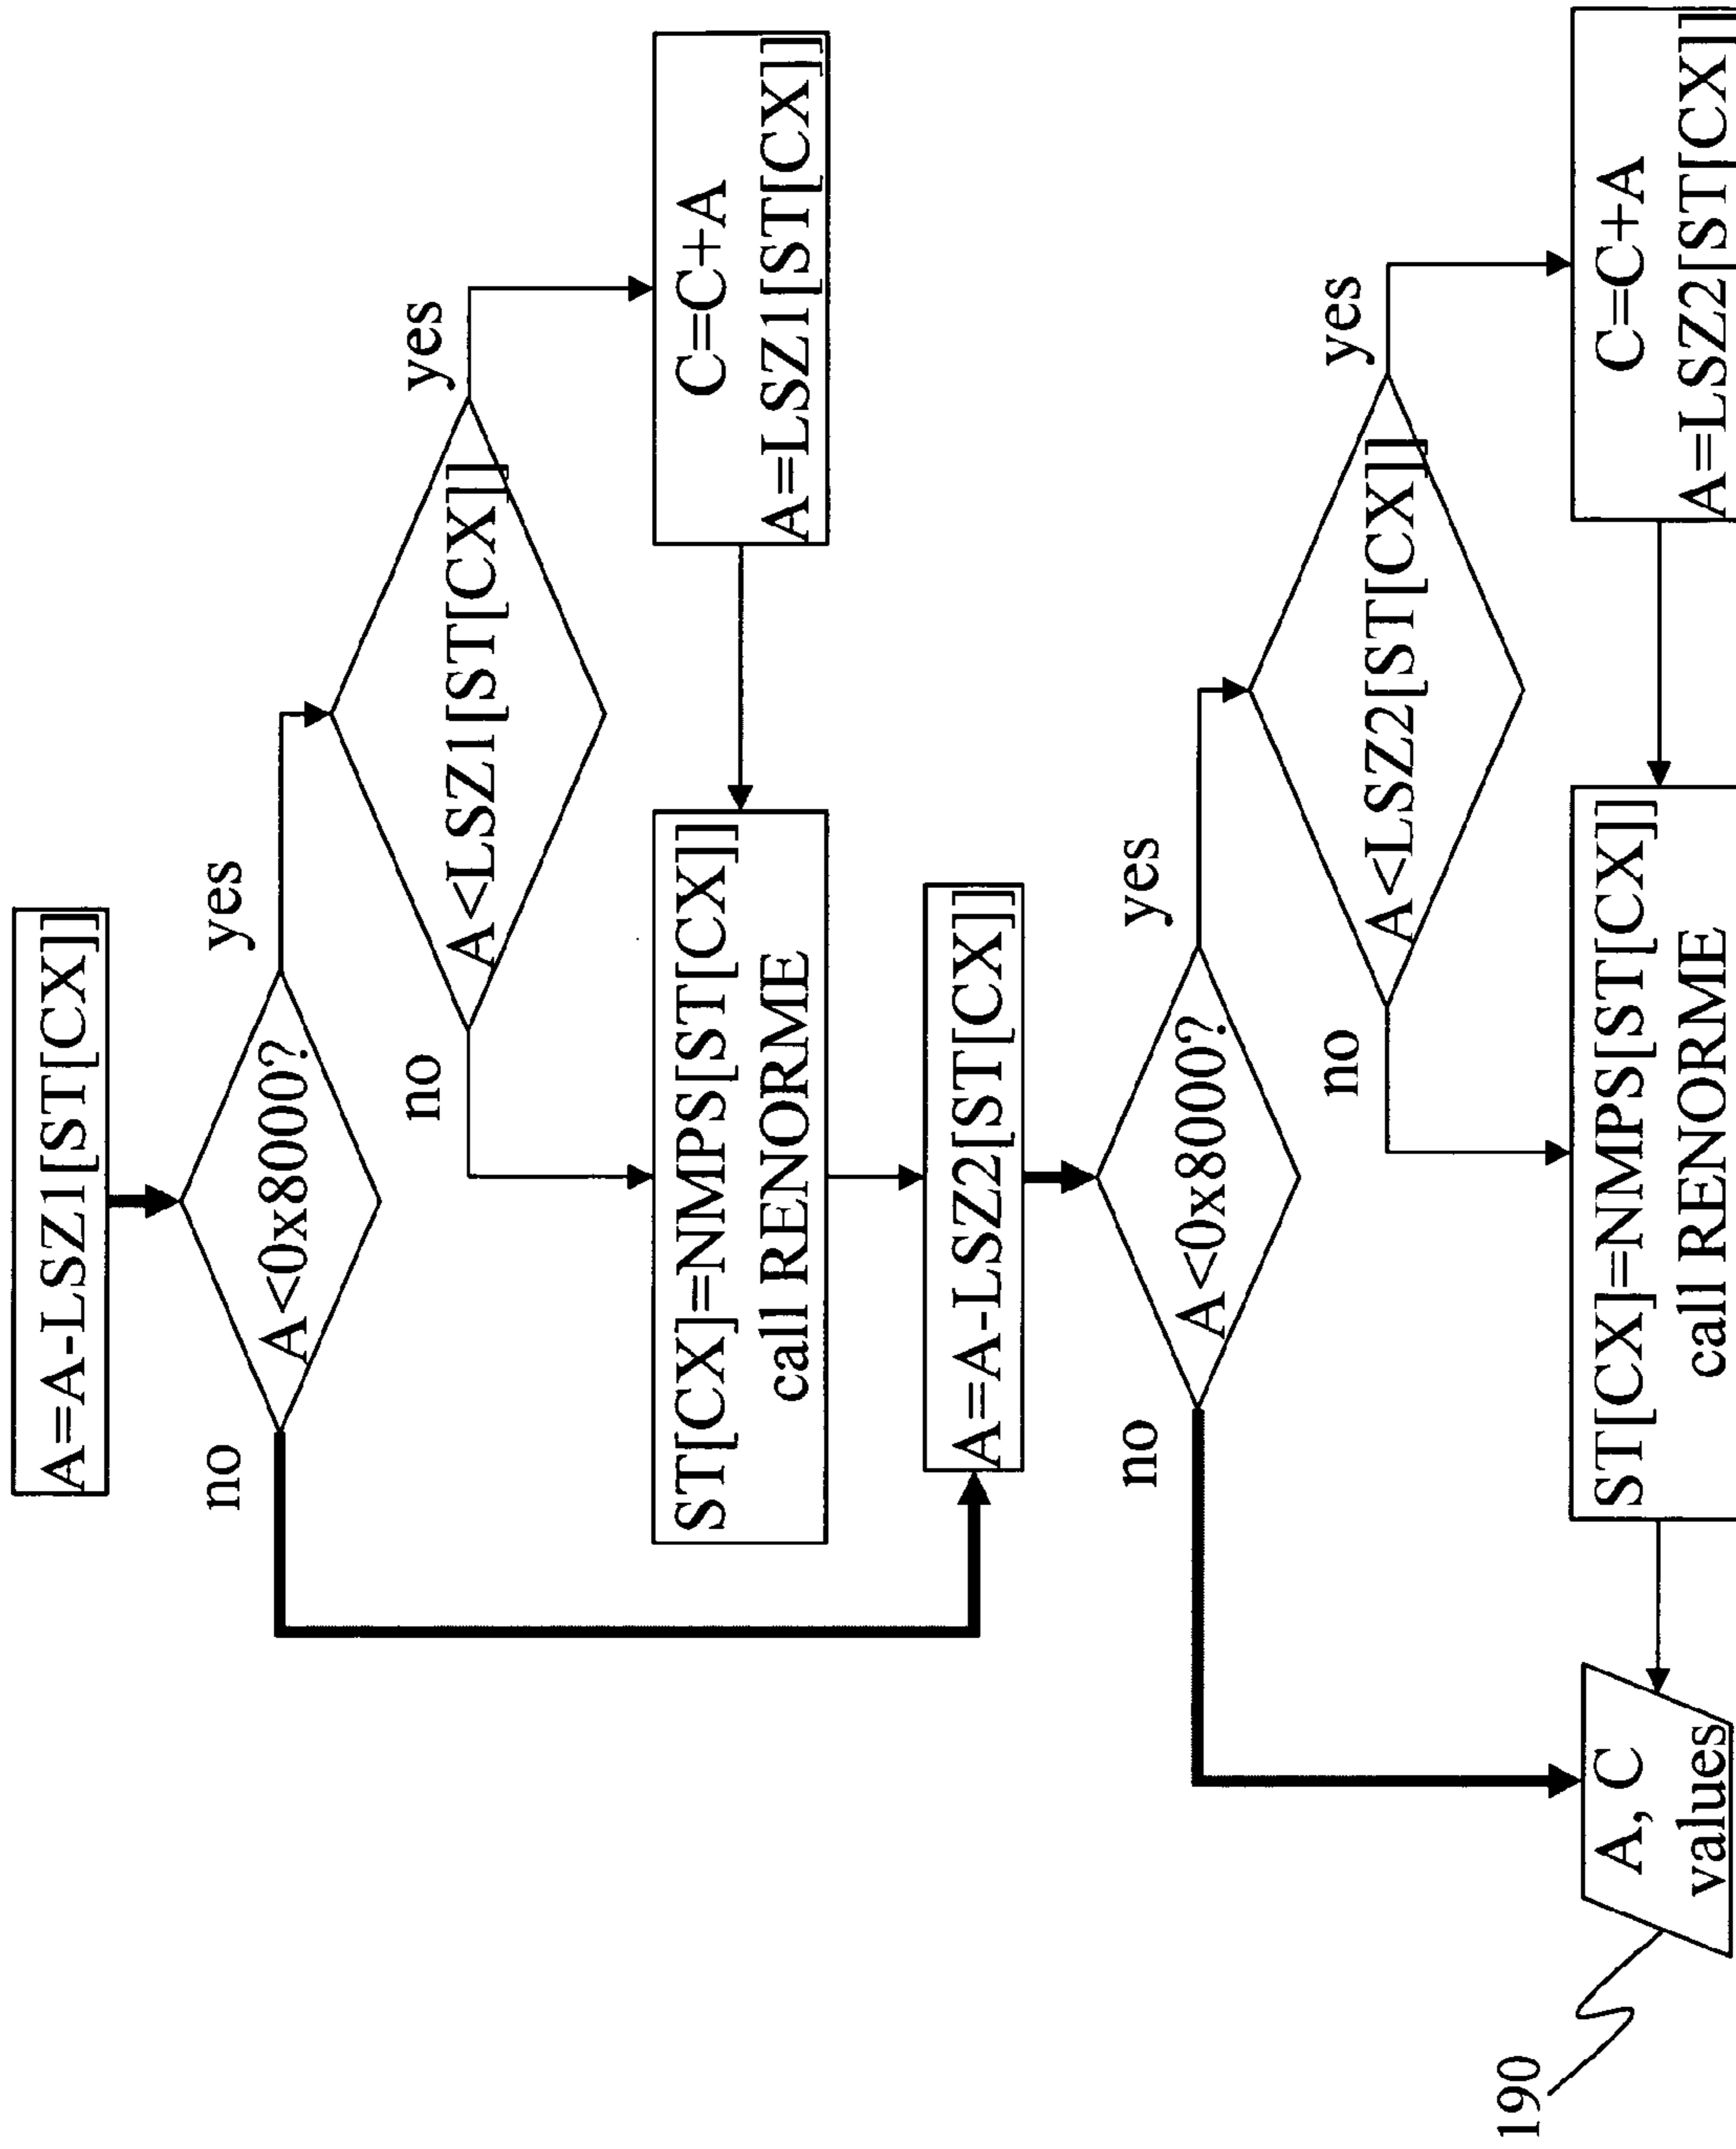 A=A-LSZ1[ST[CX]]
no
yes
A<0x8000?
no
yes
A<LSZ1[ST[CX]]
ST[CX]=NMPS[ST[CX]]
call RENORME
C=C+A
A=LSZ1[ST[CX]]
A=A-LSZ2[ST[CX]]
no
yes
A<0x8000?
no
yes
A<LSZ2[ST[CX]]
190
A, C
values
ST[CX]=NMPS[ST[CX]]
call RENORME
C=C+A
A=LSZ2[ST[CX]]